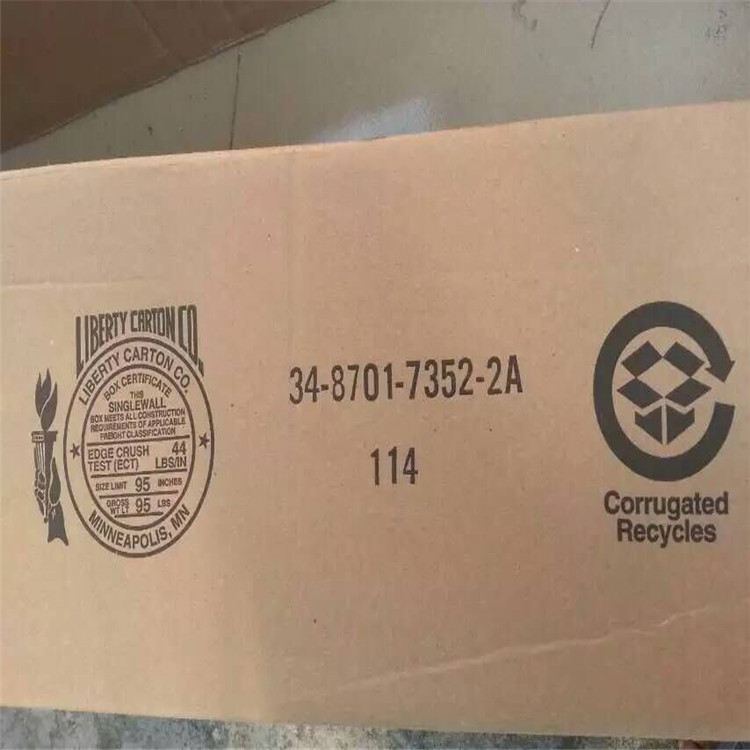 LIBERTY CARTON CO.
LIBERTY CARTON CO.
BOX CERTIFICATE
THIS
SINGLEWALL
BOX MEETS ALL CONSTRUCTION
REQUIREMENTS OF APPLICABLE
FREIGHT CLASSIFICATION
EDGE CRUSH 44
TEST (ECT) LBS/IN
SIZE LIMIT 95 INCHES
GROSS
WT LT 95 LBS
MINNEAPOLIS, MN
34-8701-7352-2A
114
Corrugated
Recycles